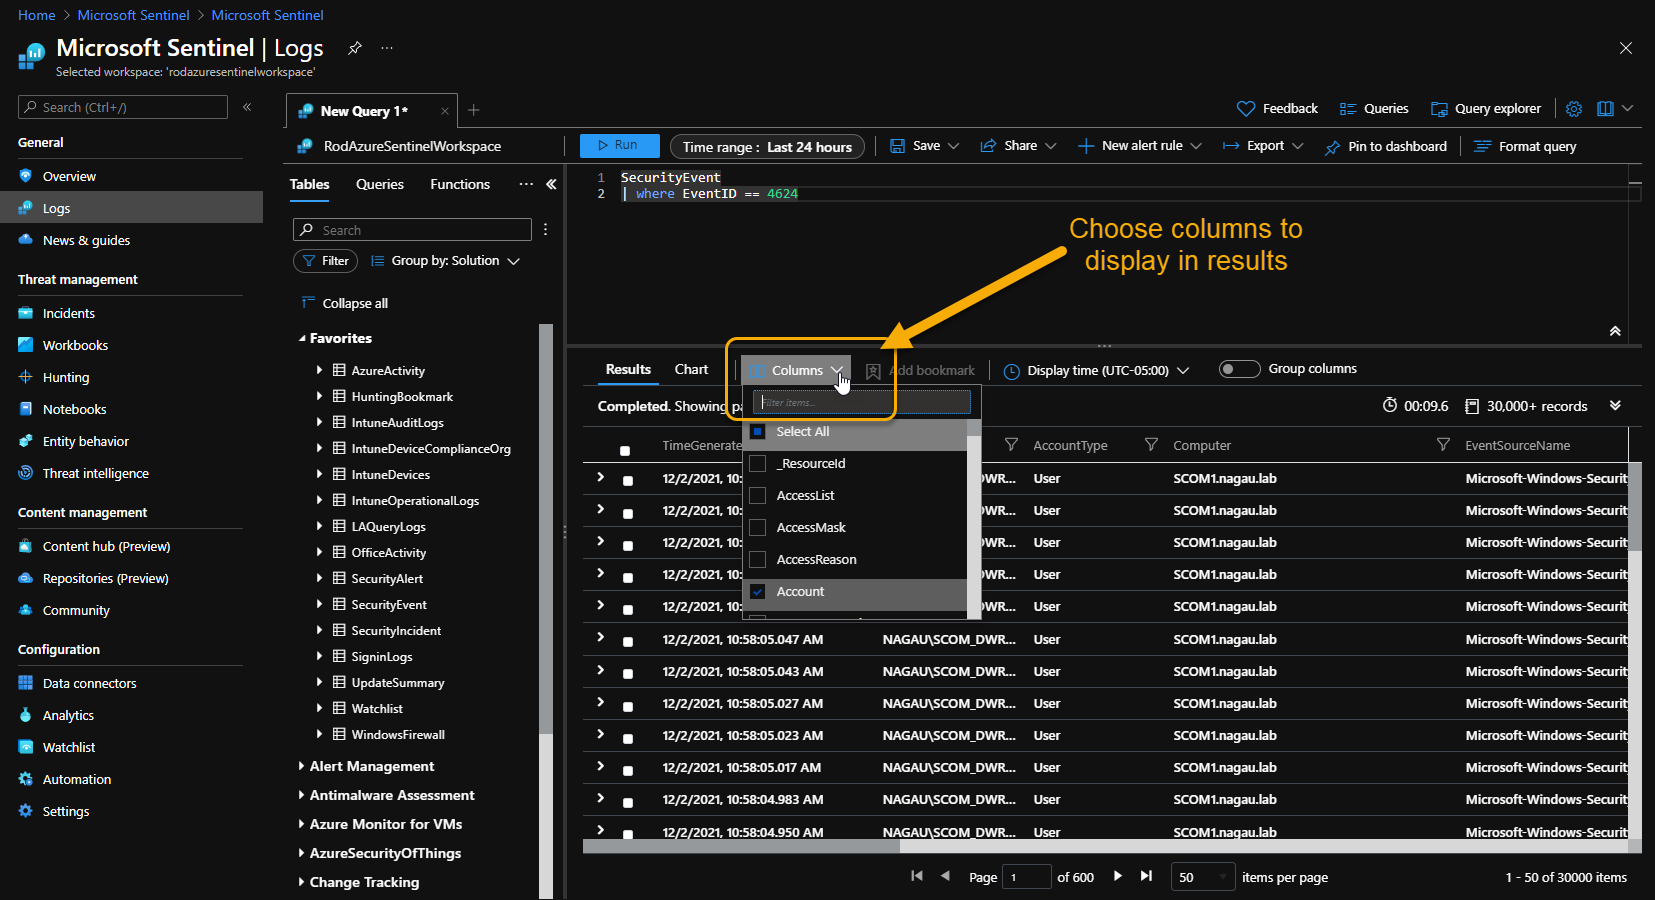 Home > Microsoft Sentinel > Microsoft Sentinel
Microsoft Sentinel | Logs
Selected workspace: 'rodazuresentinelworkspace'
Search (Ctrl+/)
General
Overview
Logs
News & guides
Threat management
Incidents
Workbooks
Hunting
Notebooks
Entity behavior
Threat intelligence
Content management
Content hub (Preview)
Repositories (Preview)
Community
Configuration
Data connectors
Analytics
Watchlist
Automation
Settings
New Query 1*
Feedback
Queries
Query explorer
RodAzureSentinelWorkspace
Run
Time range : Last 24 hours
Save
Share
New alert rule
Export
Pin to dashboard
Format query
Tables
Queries
Functions
Search
Filter
Group by: Solution
Collapse all
Favorites
AzureActivity
HuntingBookmark
IntuneAuditLogs
IntuneDeviceComplianceOrg
IntuneDevices
IntuneOperationalLogs
LAQueryLogs
OfficeActivity
SecurityAlert
SecurityEvent
SecurityIncident
SigninLogs
UpdateSummary
Watchlist
WindowsFirewall
Alert Management
Antimalware Assessment
Azure Monitor for VMs
AzureSecurityOfThings
Change Tracking
1 SecurityEvent
2 | where EventID == 4624
Choose columns to
display in results
Results
Chart
Columns
Add bookmark
Display time (UTC-05:00)
Group columns
Completed. Showing pa
00:09.6
30,000+ records
Filter items...
Select All
_ResourceId
AccessList
AccessMask
AccessReason
Account
TimeGenerate AccountType Computer EventSourceName
12/2/2021, 10: DWR... User SCOM1.nagau.lab Microsoft-Windows-Security
12/2/2021, 10: DWR... User SCOM1.nagau.lab Microsoft-Windows-Security
12/2/2021, 10: DWR... User SCOM1.nagau.lab Microsoft-Windows-Security
12/2/2021, 10: DWR... User SCOM1.nagau.lab Microsoft-Windows-Security
12/2/2021, 10: DWR... User SCOM1.nagau.lab Microsoft-Windows-Security
12/2/2021, 10:58:05.047 AM NAGAU\SCOM_DWR... User SCOM1.nagau.lab Microsoft-Windows-Security
12/2/2021, 10:58:05.043 AM NAGAU\SCOM_DWR... User SCOM1.nagau.lab Microsoft-Windows-Security
12/2/2021, 10:58:05.027 AM NAGAU\SCOM_DWR... User SCOM1.nagau.lab Microsoft-Windows-Security
12/2/2021, 10:58:05.023 AM NAGAU\SCOM_DWR... User SCOM1.nagau.lab Microsoft-Windows-Security
12/2/2021, 10:58:05.017 AM NAGAU\SCOM_DWR... User SCOM1.nagau.lab Microsoft-Windows-Security
12/2/2021, 10:58:04.983 AM NAGAU\SCOM_DWR... User SCOM1.nagau.lab Microsoft-Windows-Security
12/2/2021, 10:58:04.950 AM NAGAU\SCOM_DWR... User SCOM1.nagau.lab Microsoft-Windows-Security
Page 1 of 600
50 items per page
1 - 50 of 30000 items